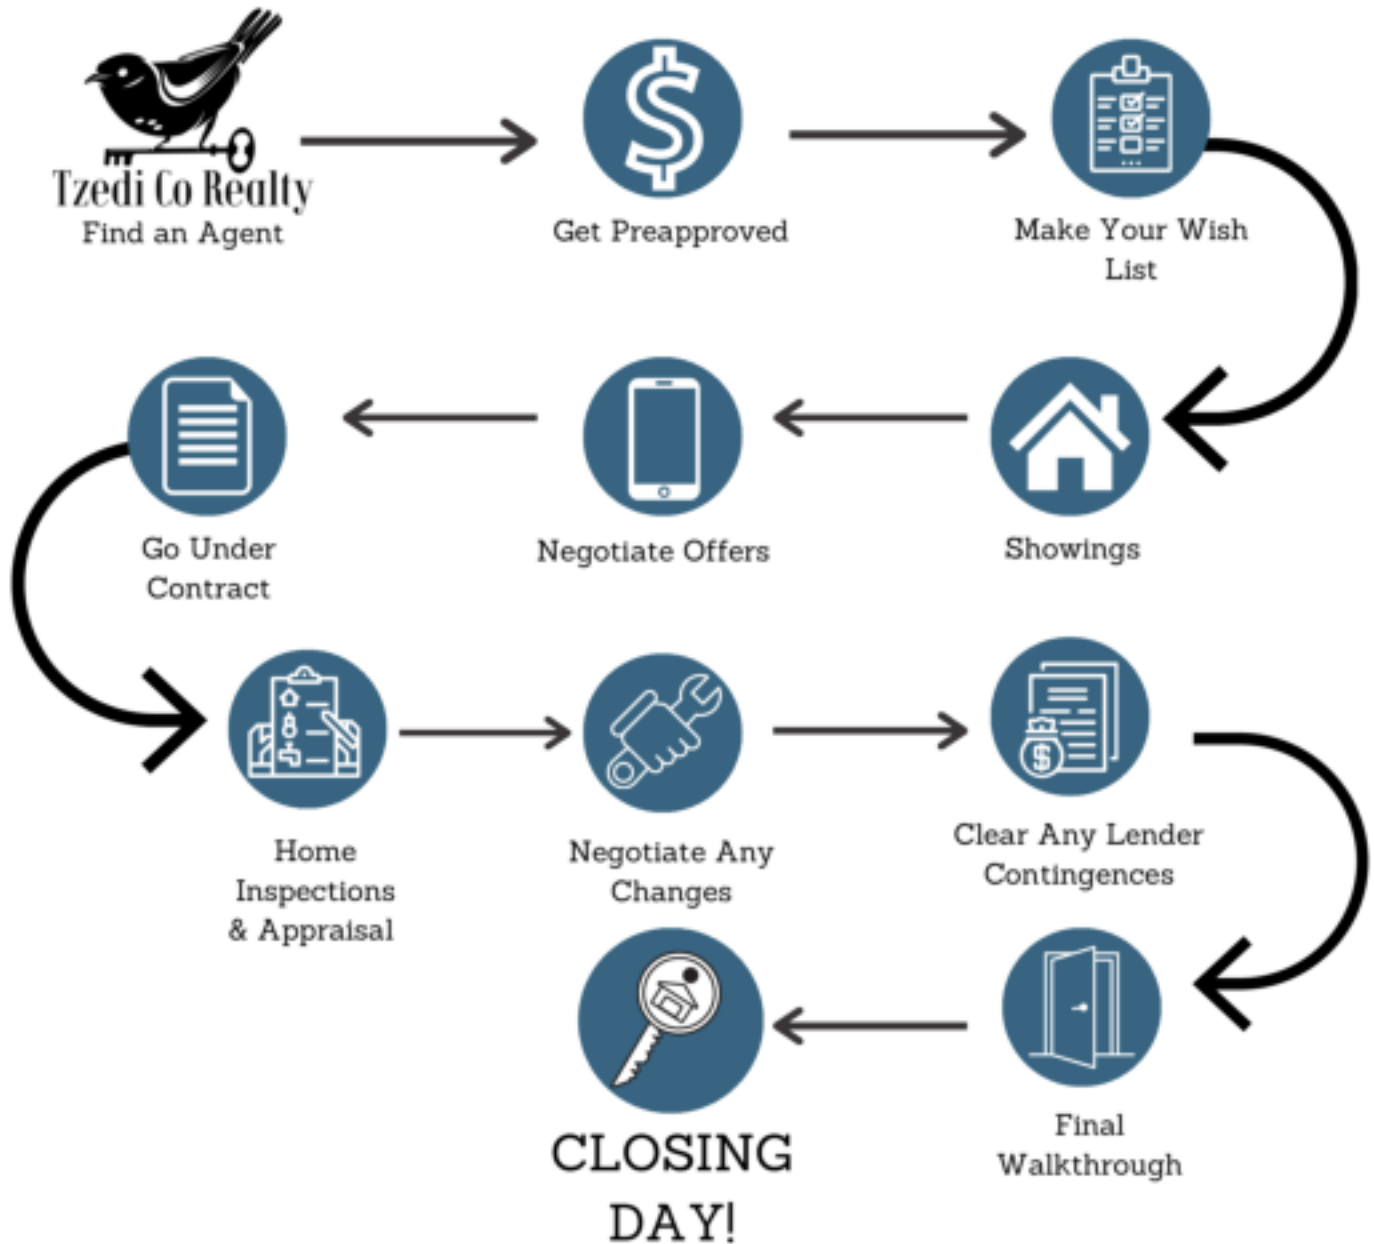 Tzedi Co Realty
Find an Agent
Get Preapproved
Make Your Wish
List
Showings
Negotiate Offers
Go Under
Contract
Home
Inspections
& Appraisal
Negotiate Any
Changes
Clear Any Lender
Contingences
Final
Walkthrough
CLOSING
DAY!